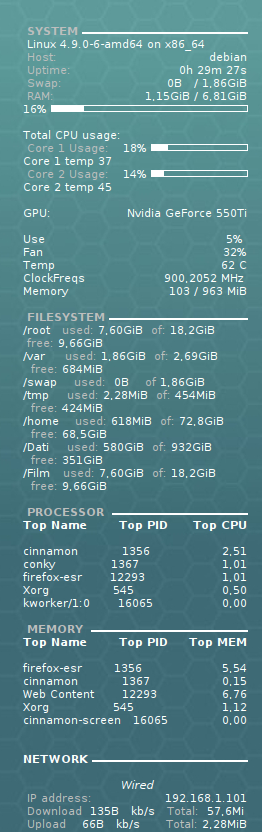 SYSTEM
Linux 4.9.0-6-amd64 on x86_64
Host: debian
Uptime: 0h 29m 27s
Swap: 0B / 1,86GiB
RAM: 1,15GiB / 6,81GiB
16%
Total CPU usage:
Core 1 Usage: 18%
Core 1 temp 37
Core 2 Usage: 14%
Core 2 temp 45
GPU: Nvidia GeForce 550Ti
Use 5%
Fan 32%
Temp 62 C
ClockFreqs 900,2052 MHz
Memory 103 / 963 MiB
FILESYSTEM
/root used: 7,60GiB of: 18,2GiB
free: 9,66GiB
/var used: 1,86GiB of: 2,69GiB
free: 684MiB
/swap used: 0B of 1,86GiB
/tmp used: 2,28MiB of: 454MiB
free: 424MiB
/home used: 618MiB of: 72,8GiB
free: 68,5GiB
/Dati used: 580GiB of: 932GiB
free: 351GiB
/Film used: 7,60GiB of: 18,2GiB
free: 9,66GiB
PROCESSOR
Top Name Top PID Top CPU
cinnamon 1356 2,51
conky 1367 1,01
firefox-esr 12293 1,01
Xorg 545 0,50
kworker/1:0 16065 0,00
MEMORY
Top Name Top PID Top MEM
firefox-esr 1356 5,54
cinnamon 1367 0,15
Web Content 12293 6,76
Xorg 545 1,12
cinnamon-screen 16065 0,00
NETWORK
Wired
IP address: 192.168.1.101
Download 135B kb/s Total: 57,6Mi
Upload 66B kb/s Total: 2,28MiB